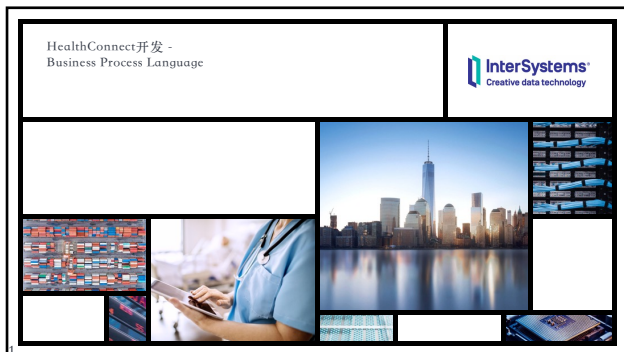 HealthConnect开发 -
Business Process Language
InterSystems®
Creative data technology
1